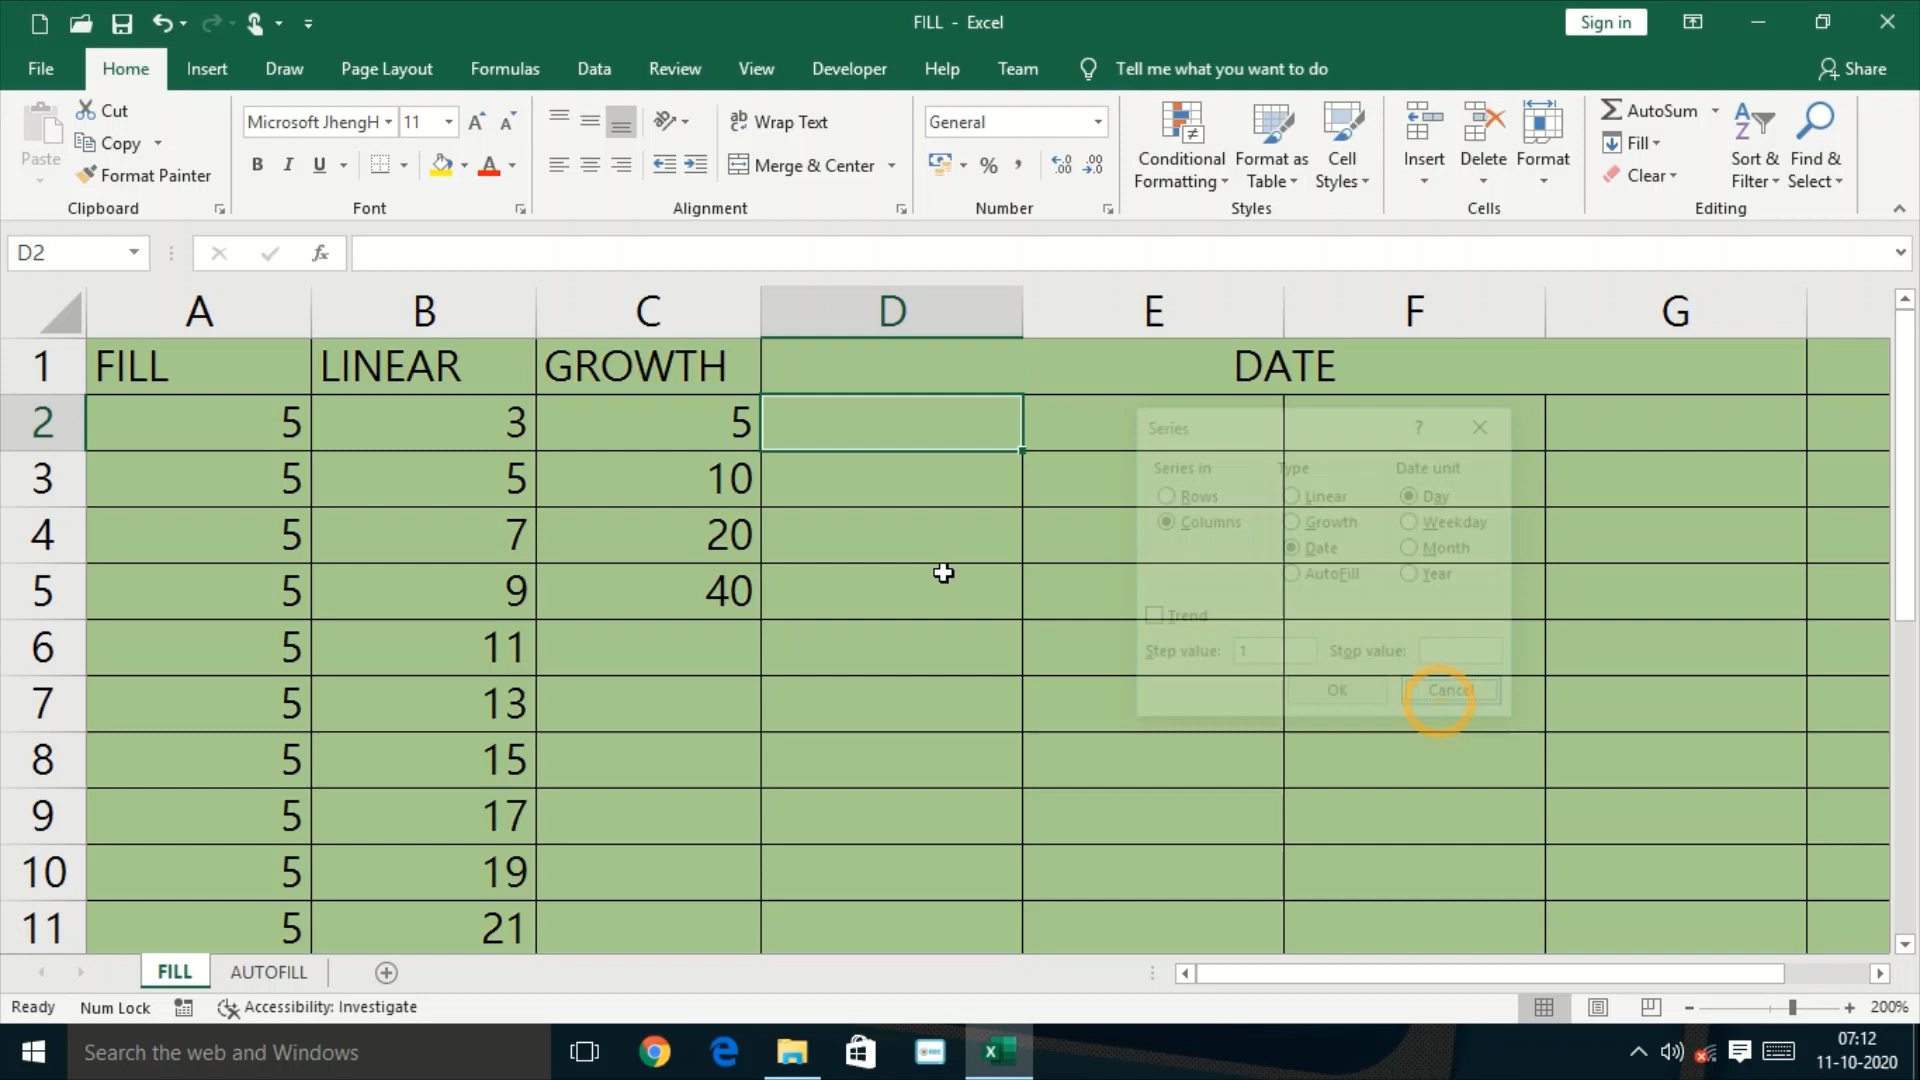 FILL - Excel
Sign in
File Home Insert Draw Page Layout Formulas Data Review View Developer Help Team Tell me what you want to do Share
Paste
Cut
Copy
Format Painter
Clipboard
Microsoft JhengH 11
B I U
Font
Wrap Text
Merge & Center
Alignment
General
Number
Conditional Formatting
Format as Table
Cell Styles
Styles
Insert
Delete
Format
Cells
AutoSum
Fill
Clear
Sort & Filter
Find & Select
Editing
D2 fx
A B C D E F G
1 FILL LINEAR GROWTH DATE
2 5 3 5
3 5 5 10
4 5 7 20
5 5 9 40
6 5 11
7 5 13
8 5 15
9 5 17
10 5 19
11 5 21
Series ?
Series in Type Date unit
Rows Linear Day
Columns Growth Weekday
Date Month
AutoFill Year
Trend
Step value: 1 Stop value:
OK Cancel
FILL AUTOFILL
Ready Num Lock Accessibility: Investigate 200%
Search the web and Windows
07:12
11-10-2020